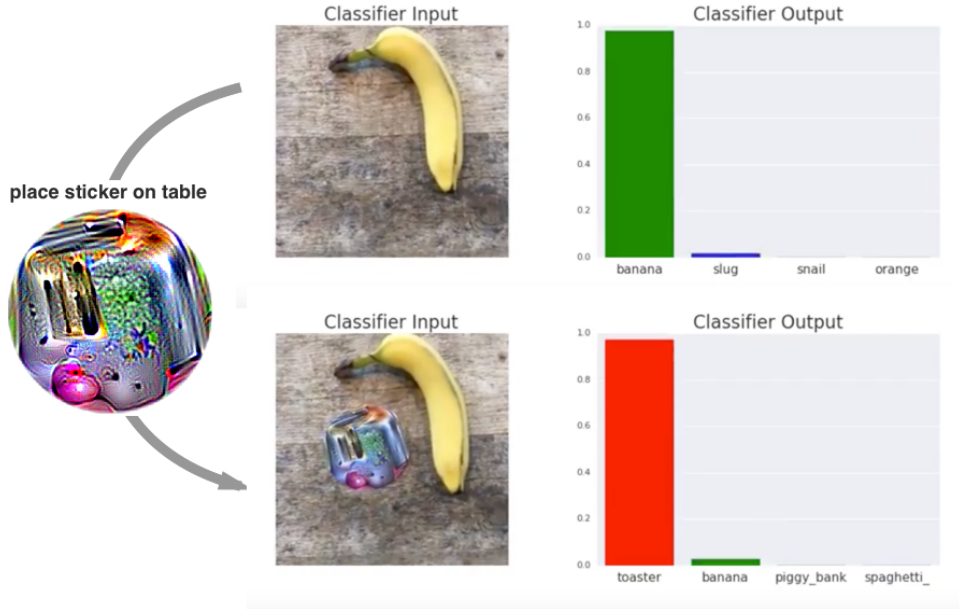 Classifier Input
Classifier Output
1.0
0.8
0.6
0.4
0.2
0.0
banana slug snail orange
place sticker on table
Classifier Input
Classifier Output
1.0
0.8
0.6
0.4
0.2
0.0
toaster banana piggy_bank spaghetti_